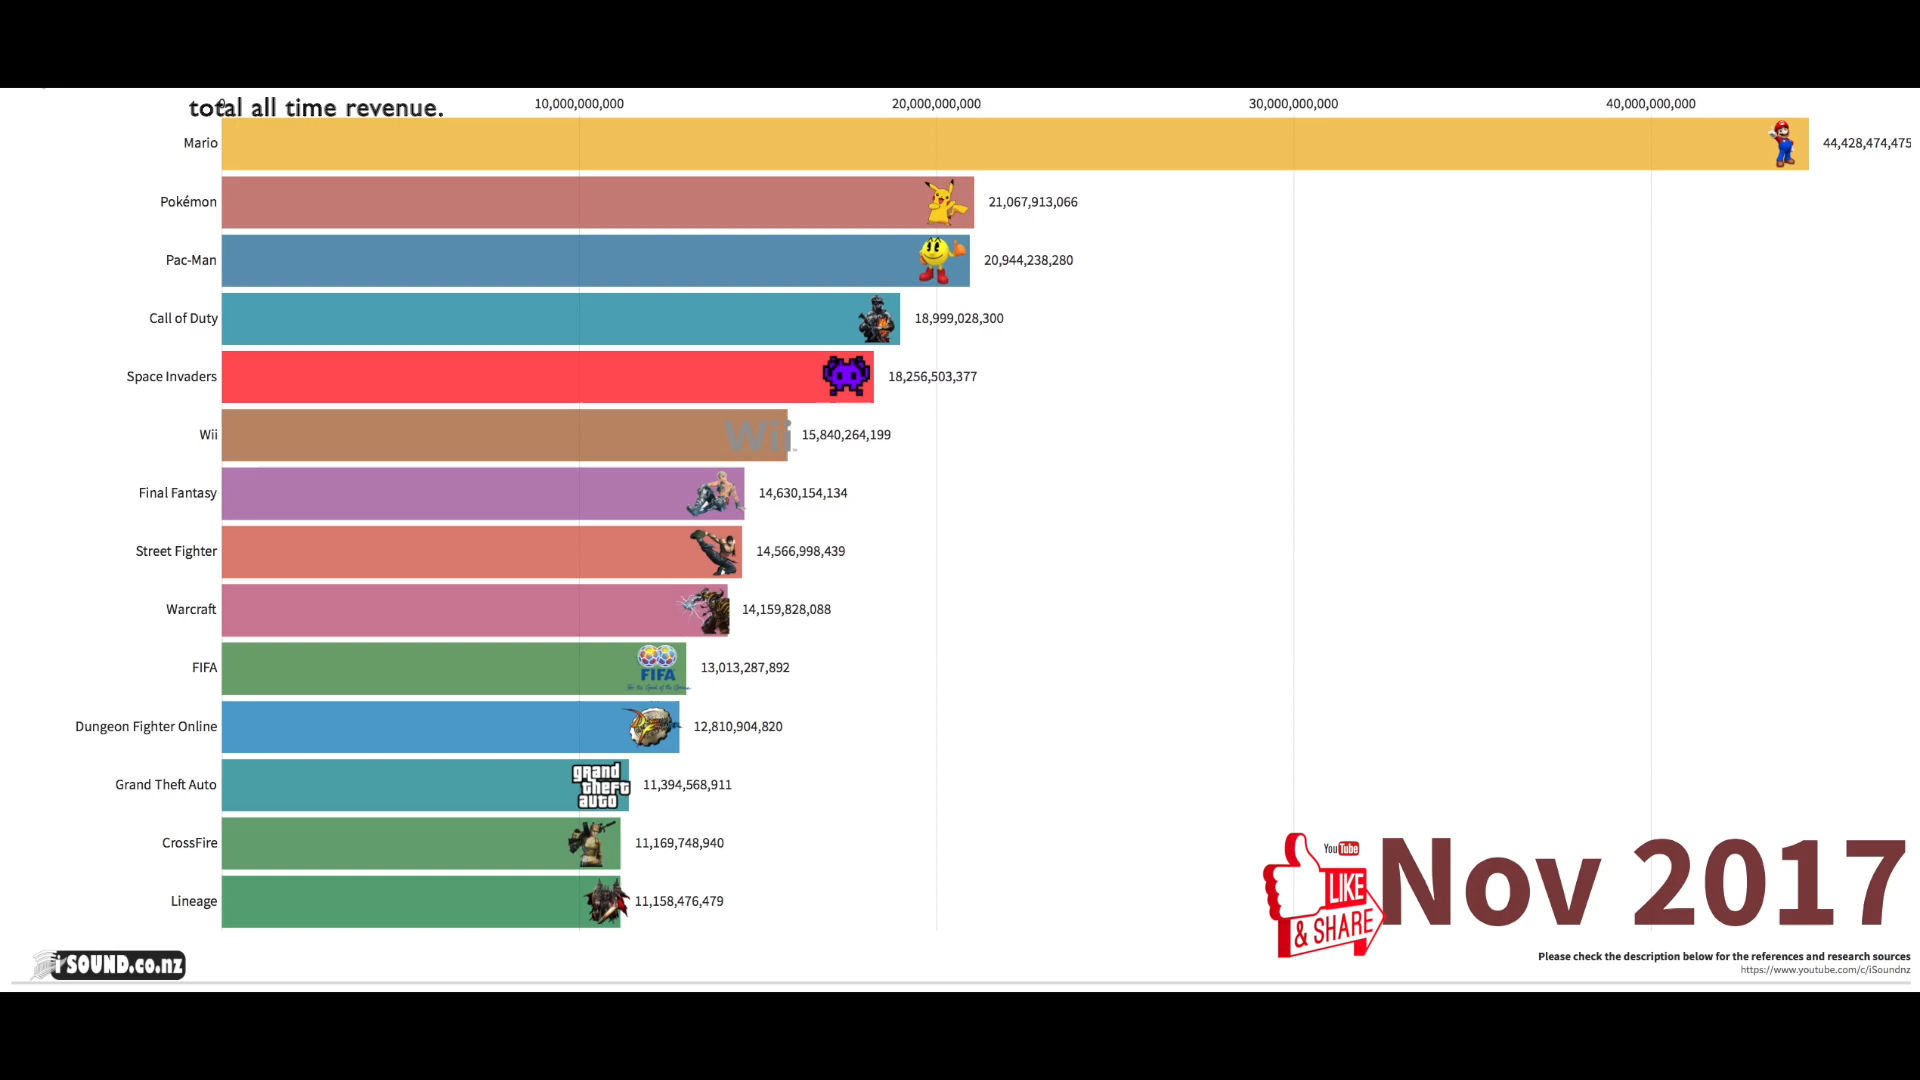 total all time revenue.
0 10,000,000,000 20,000,000,000 30,000,000,000 40,000,000,000
Mario 44,428,474,475
Pokémon 21,067,913,066
Pac-Man 20,944,238,280
Call of Duty 18,999,028,300
Space Invaders 18,256,503,377
Wii Wii 15,840,264,199
Final Fantasy 14,630,154,134
Street Fighter 14,566,998,439
Warcraft 14,159,828,088
FIFA FIFA 13,013,287,892
Dungeon Fighter Online 12,810,904,820
Grand Theft Auto 11,394,568,911
grand
theft
auto
CrossFire 11,169,748,940
Lineage 11,158,476,479
YouTube
LIKE
& SHARE
Nov 2017
iSOUND.co.nz
Please check the description below for the references and research sources
https://www.youtube.com/c/iSoundnz